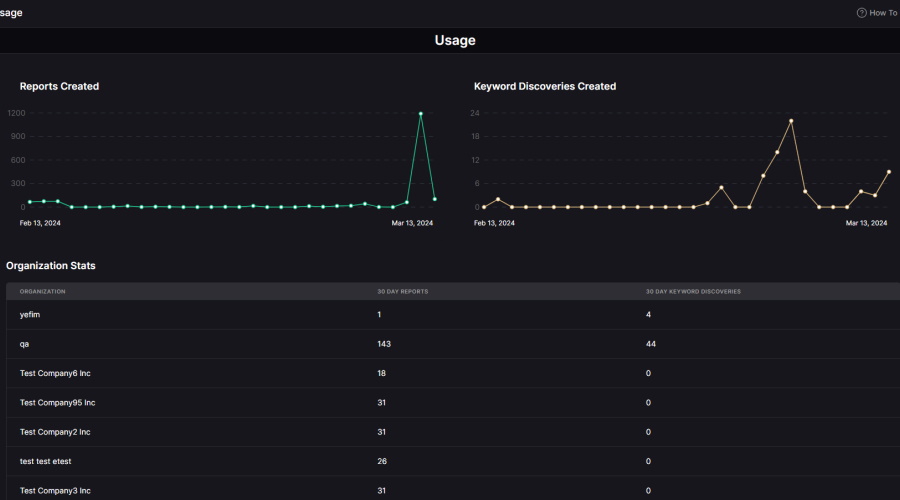 sage
How To
Usage
Reports Created
Keyword Discoveries Created
1200
900
600
300
0
Feb 13, 2024
Mar 13, 2024
24
18
12
6
0
Feb 13, 2024
Mar 13, 2024
Organization Stats
ORGANIZATION 30 DAY REPORTS 30 DAY KEYWORD DISCOVERIES
yefim 1 4
qa 143 44
Test Company6 Inc 18 0
Test Company95 Inc 31 0
Test Company2 Inc 31 0
test test etest 26 0
Test Company3 Inc 31 0